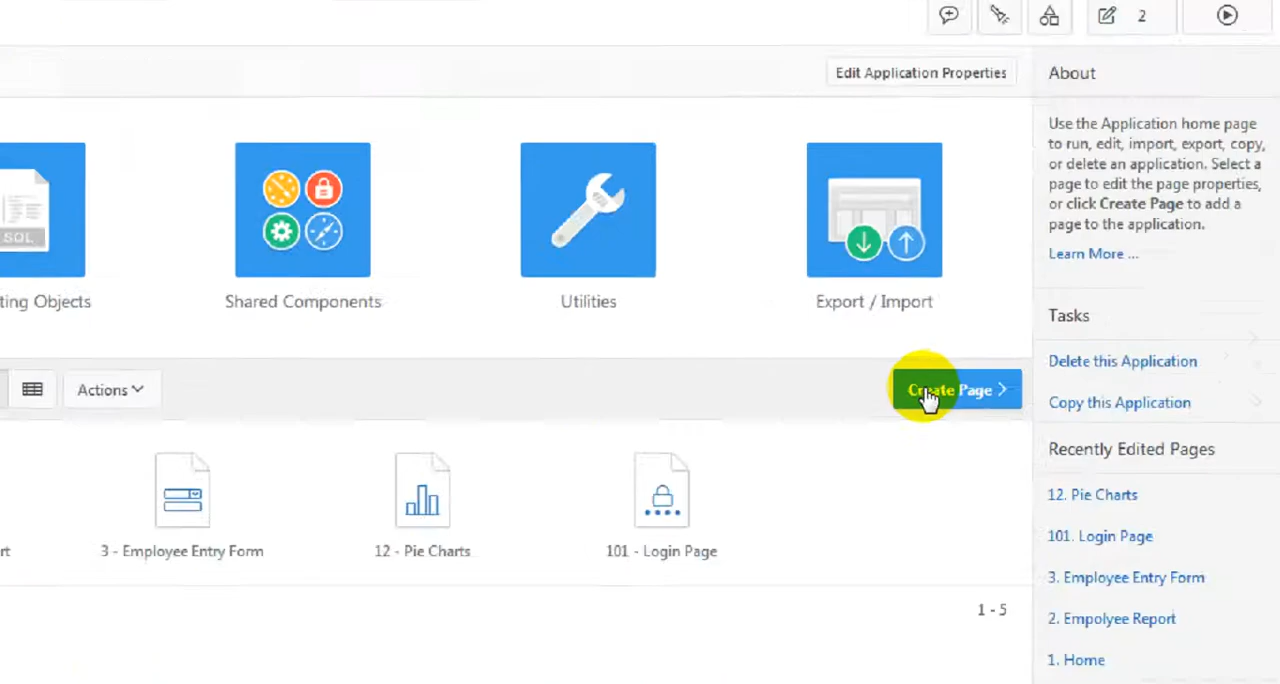 2
Edit Application Properties
About
Use the Application home page
to run, edit, import, export, copy,
or delete an application. Select a
page to edit the page properties,
or click Create Page to add a
page to the application.
Learn More ...
SQL
ting Objects
Shared Components
Utilities
Export / Import
Tasks
Delete this Application
Copy this Application
Actions
Create Page
Recently Edited Pages
12. Pie Charts
101. Login Page
3. Employee Entry Form
2. Empolyee Report
1. Home
rt
3 - Employee Entry Form
12 - Pie Charts
101 - Login Page
1 - 5